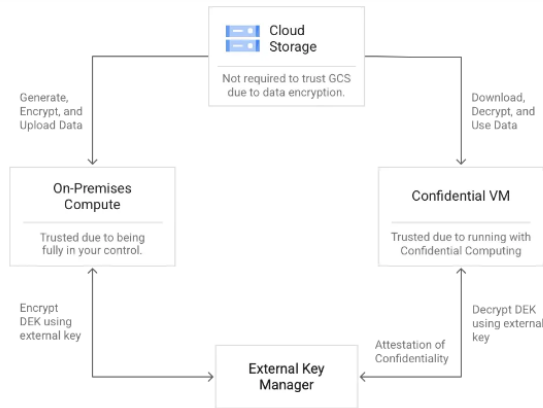 Cloud
Storage
Not required to trust GCS
due to data encryption.
Generate,
Encrypt, and
Upload Data
Download,
Decrypt, and
Use Data
On-Premises
Compute
Trusted due to being
fully in your control.
Confidential VM
Trusted due to running with
Confidential Computing
Encrypt
DEK using
external key
Decrypt DEK
using external
key
Attestation of
Confidentiality
External Key
Manager